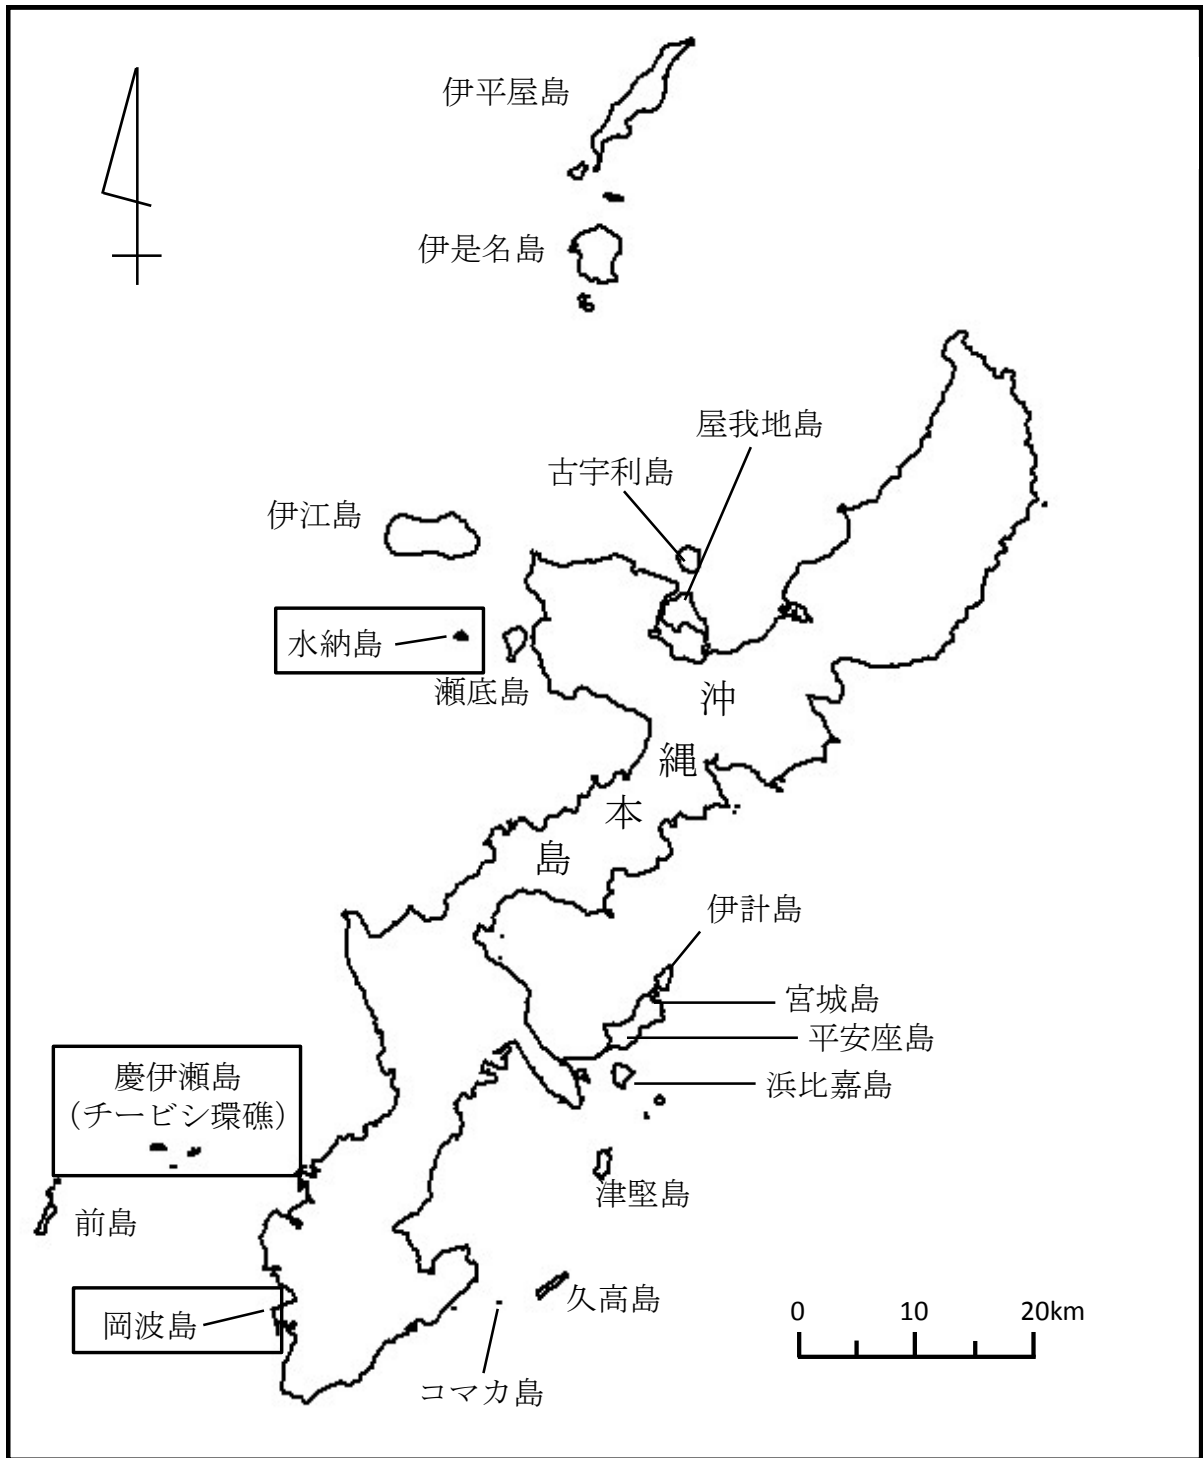 伊平屋島
伊是名島
屋我地島
古宇利島
伊江島
水納島
瀬底島
沖
縄
本
島
伊計島
宮城島
平安座島
浜比嘉島
慶伊瀬島
(チービシ環礁)
津堅島
前島
久高島
岡波島
コマカ島
0 10 20km